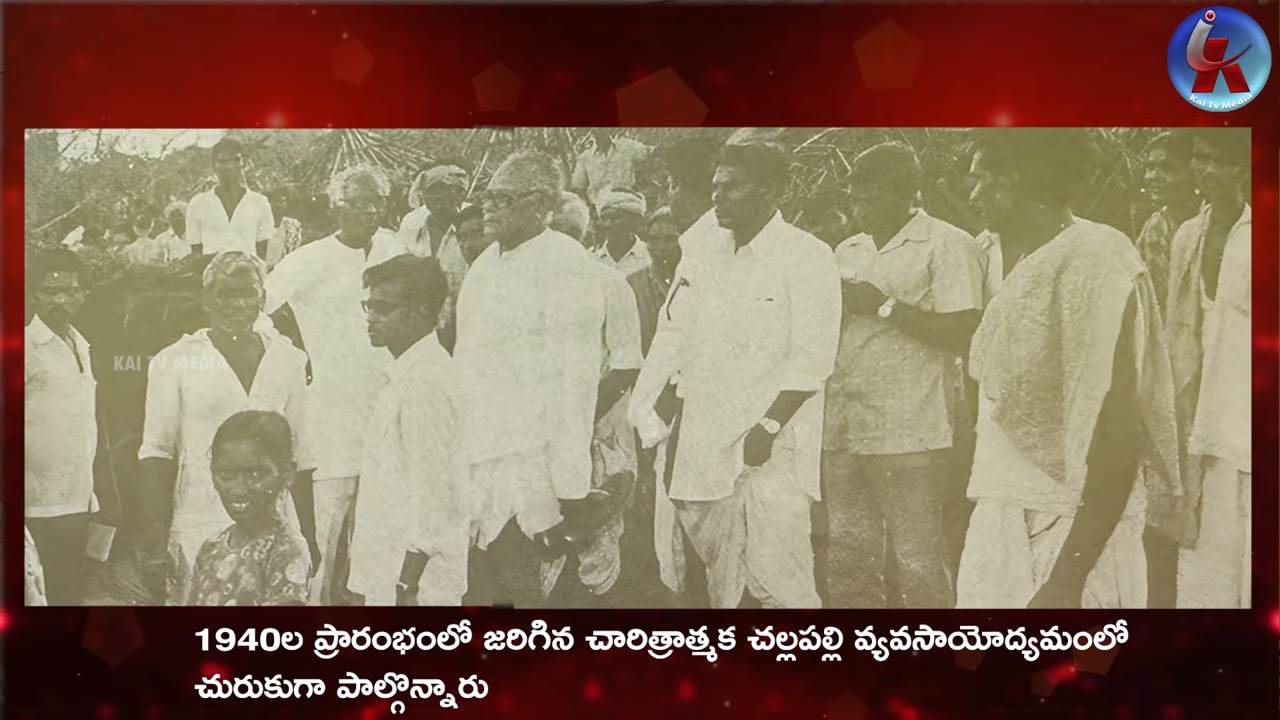 Kai Tv Media
KAI TV MEDIA
1940ల ప్రారంభంలో జరిగిన చారిత్రాత్మక చల్లపల్లి వ్యవసాయోద్యమంలో
చురుకుగా పాల్గొన్నారు